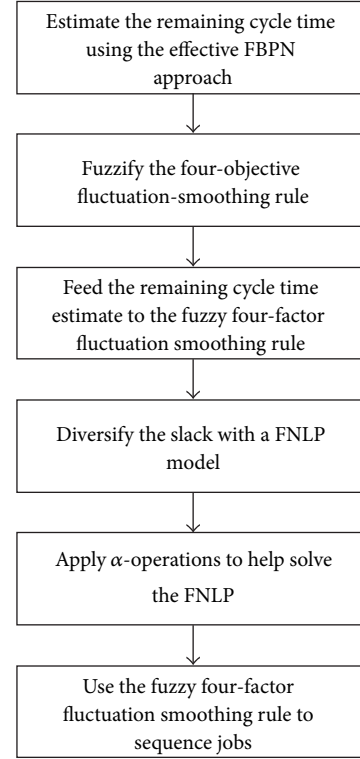 Estimate the remaining cycle time
using the effective FBPN
approach
Fuzzify the four-objective
fluctuation-smoothing rule
Feed the remaining cycle time
estimate to the fuzzy four-factor
fluctuation smoothing rule
Diversify the slack with a FNLP
model
Apply α-operations to help solve
the FNLP
Use the fuzzy four-factor
fluctuation smoothing rule to
sequence jobs